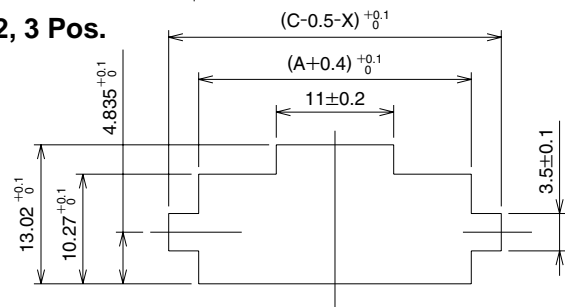 2, 3 Pos.
(C-0.5-X) +0.1 0
(A+0.4) +0.1 0
11±0.2
4.835 +0.1 0
13.02 +0.1 0
10.27 +0.1 0
3.5±0.1